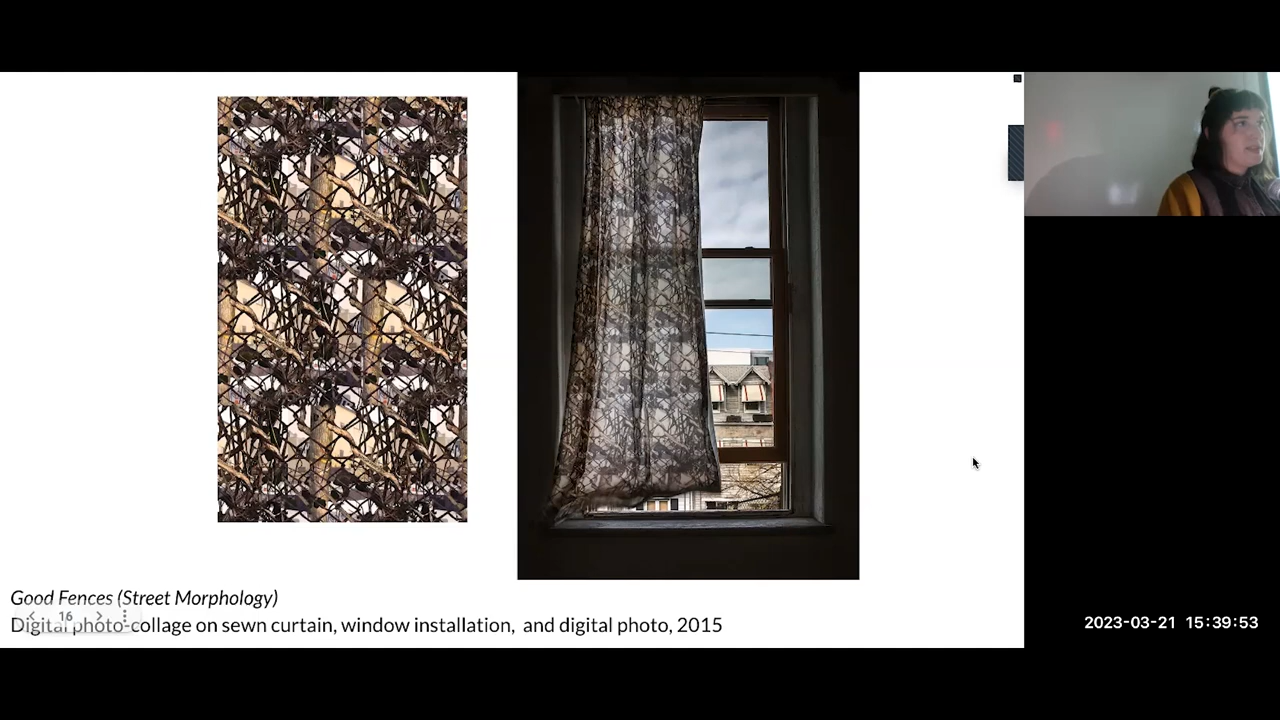 Good Fences (Street Morphology)
16
Digital photo-collage on sewn curtain, window installation, and digital photo, 2015
2023-03-21 15:39:53